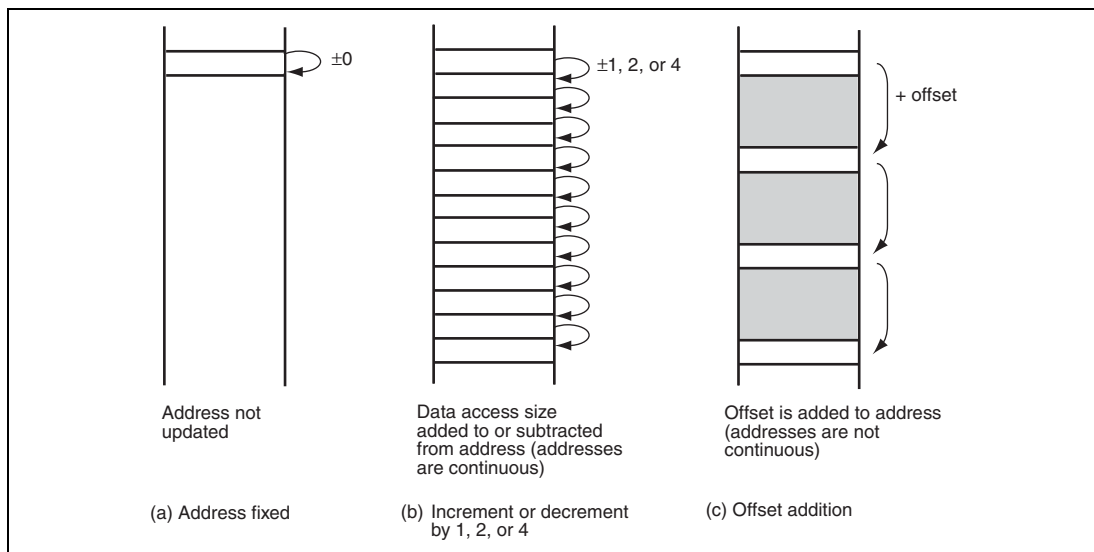 ±0
Address not
updated
(a) Address fixed
±1, 2, or 4
Data access size
added to or subtracted
from address (addresses
are continuous)
(b) Increment or decrement
by 1, 2, or 4
+ offset
Offset is added to address
(addresses are not
continuous)
(c) Offset addition